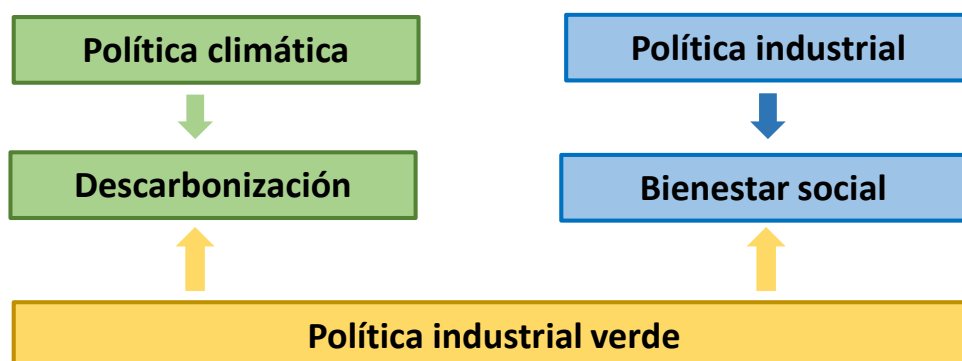 Política climática
Política industrial
Descarbonización
Bienestar social
Política industrial verde